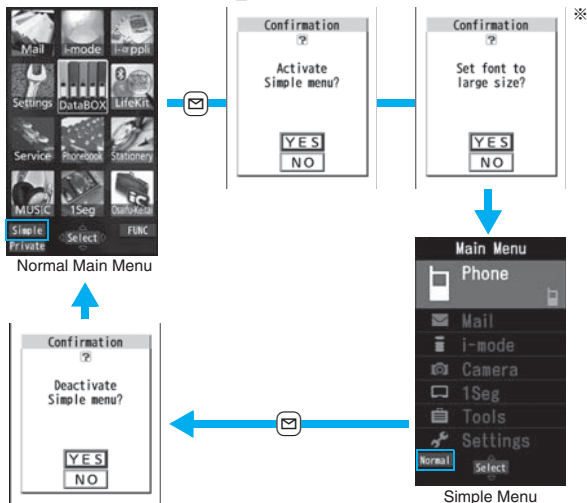 Mail i-mode i-αppli
Settings DataBOX LifeKit
Service Phonebook Stationery
MUSIC 1Seg Osaifu-Keitai
Simple Select FUNC
Private
Normal Main Menu
Confirmation
?
Activate
Simple menu?
YES
NO
Confirmation
?
Set font to
large size?
YES
NO
※
Main Menu
Phone
Mail
i-mode
Camera
1Seg
Tools
Settings
Normal Select
Simple Menu
Confirmation
?
Deactivate
Simple menu?
YES
NO